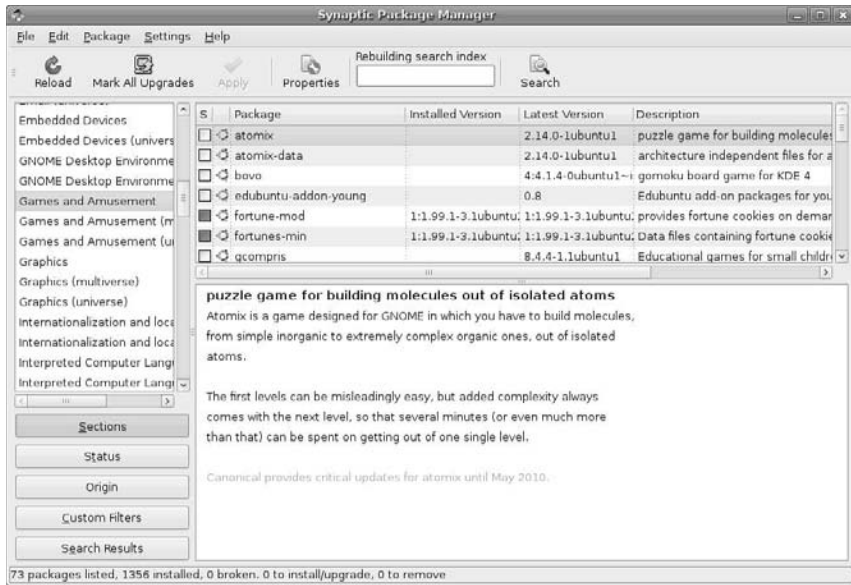 Synaptic Package Manager
File Edit Package Settings Help
Reload Mark All Upgrades Apply Properties Rebuilding search index Search
S Package Installed Version Latest Version Description
Embedded Devices
Embedded Devices (univers
GNOME Desktop Environme
GNOME Desktop Environme
Games and Amusement
Games and Amusement (m
Games and Amusement (u
Graphics
Graphics (multiverse)
Graphics (universe)
Internationalization and loca
Internationalization and loca
Interpreted Computer Langu
Interpreted Computer Langu
Sections
Status
Origin
Custom Filters
Search Results
atomix 2.14.0-1ubuntu1 puzzle game for building molecules
atomix-data 2.14.0-1ubuntu1 architecture independent files for a
bovo 4:4.1.4-0ubuntu1~ gomoku board game for KDE 4
edubuntu-addon-young 0.8 Edubuntu add-on packages for you
fortune-mod 1:1.99.1-3.1ubuntu 1:1.99.1-3.1ubuntu provides fortune cookies on deman
fortunes-min 1:1.99.1-3.1ubuntu 1:1.99.1-3.1ubuntu Data files containing fortune cookie
gcompris 8.4.4-1.1ubuntu1 Educational games for small childr
puzzle game for building molecules out of isolated atoms
Atomix is a game designed for GNOME in which you have to build molecules,
from simple inorganic to extremely complex organic ones, out of isolated
atoms.
The first levels can be misleadingly easy, but added complexity always
comes with the next level, so that several minutes (or even much more
than that) can be spent on getting out of one single level.
Canonical provides critical updates for atomix until May 2010.
73 packages listed, 1356 installed, 0 broken. 0 to install/upgrade, 0 to remove